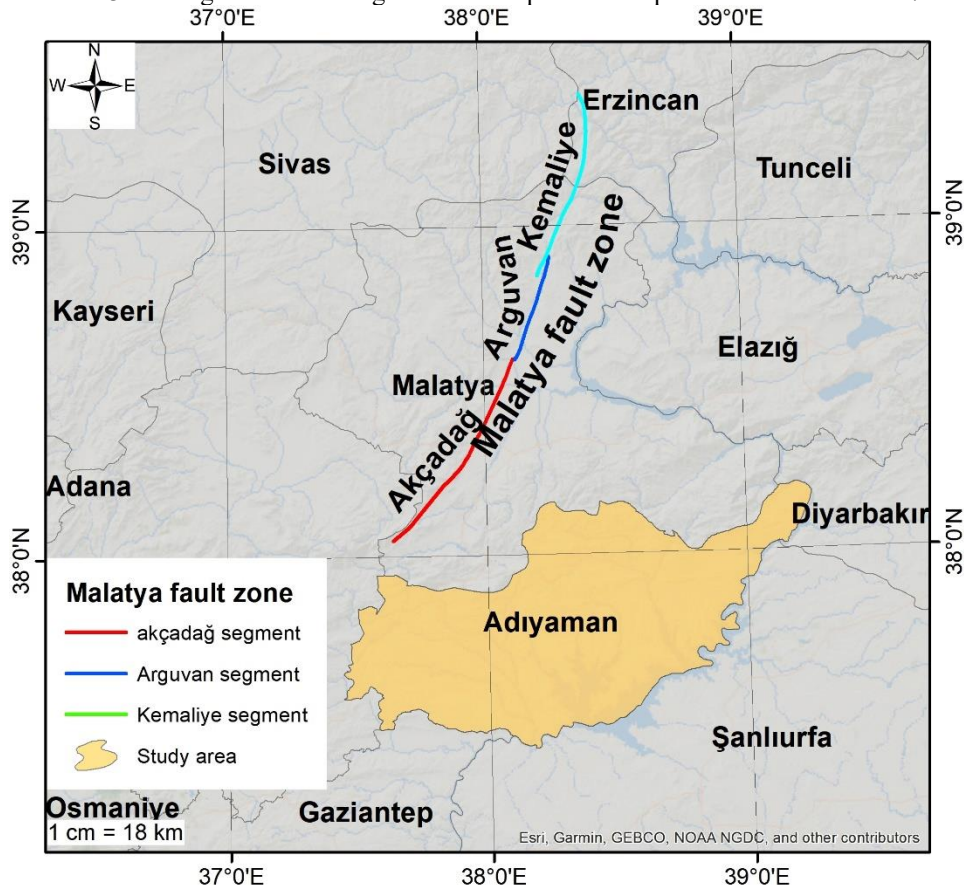 37°0'E 38°0'E 39°0'E
N
W E
S
Erzincan
Sivas
Tunceli
Kemaliye
39°0'N 39°0'N
Arguvan
Malatya fault zone
Kayseri
Elazığ
Malatya
Akçadağ
Adana
Diyarbakır
38°0'N 38°0'N
Malatya fault zone
akçadağ segment
Arguvan segment
Kemaliye segment
Study area
Adıyaman
Şanlıurfa
Osmaniye
Gaziantep
1 cm = 18 km
Esri, Garmin, GEBCO, NOAA NGDC, and other contributors
37°0'E 38°0'E 39°0'E